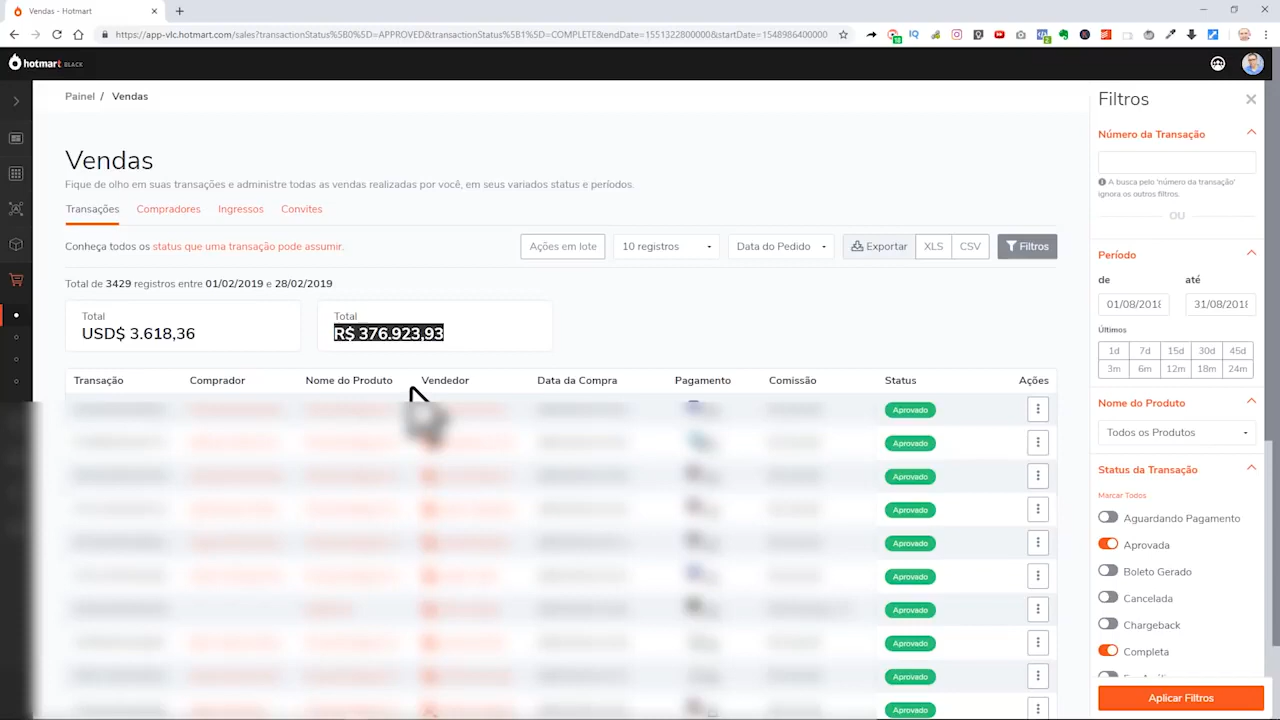 Vendas - Hotmart
https://app-vlc.hotmart.com/sales?transactionStatus%5B0%5D=APPROVED&transactionStatus%5B1%5D=COMPLETE&endDate=1551322800000&startDate=1548986400000
hotmart BLACK
Painel / Vendas
Vendas
Fique de olho em suas transações e administre todas as vendas realizadas por você, em seus variados status e períodos.
Transações Compradores Ingressos Convites
Conheça todos os status que uma transação pode assumir.
Ações em lote 10 registros Data do Pedido Exportar XLS CSV Filtros
Total de 3429 registros entre 01/02/2019 e 28/02/2019
Total
USD$ 3.618,36
Total
R$ 376.923,93
Transação Comprador Nome do Produto Vendedor Data da Compra Pagamento Comissão Status Ações
Aprovado
Aprovado
Aprovado
Aprovado
Aprovado
Aprovado
Aprovado
Aprovado
Aprovado
Aprovado
Filtros
Número da Transação
A busca pelo 'número da transação'
ignora os outros filtros.
OU
Período
de até
01/08/2018 31/08/2018
Últimos
1d 7d 15d 30d 45d
3m 6m 12m 18m 24m
Nome do Produto
Todos os Produtos
Status da Transação
Marcar Todos
Aguardando Pagamento
Aprovada
Boleto Gerado
Cancelada
Chargeback
Completa
Aplicar Filtros